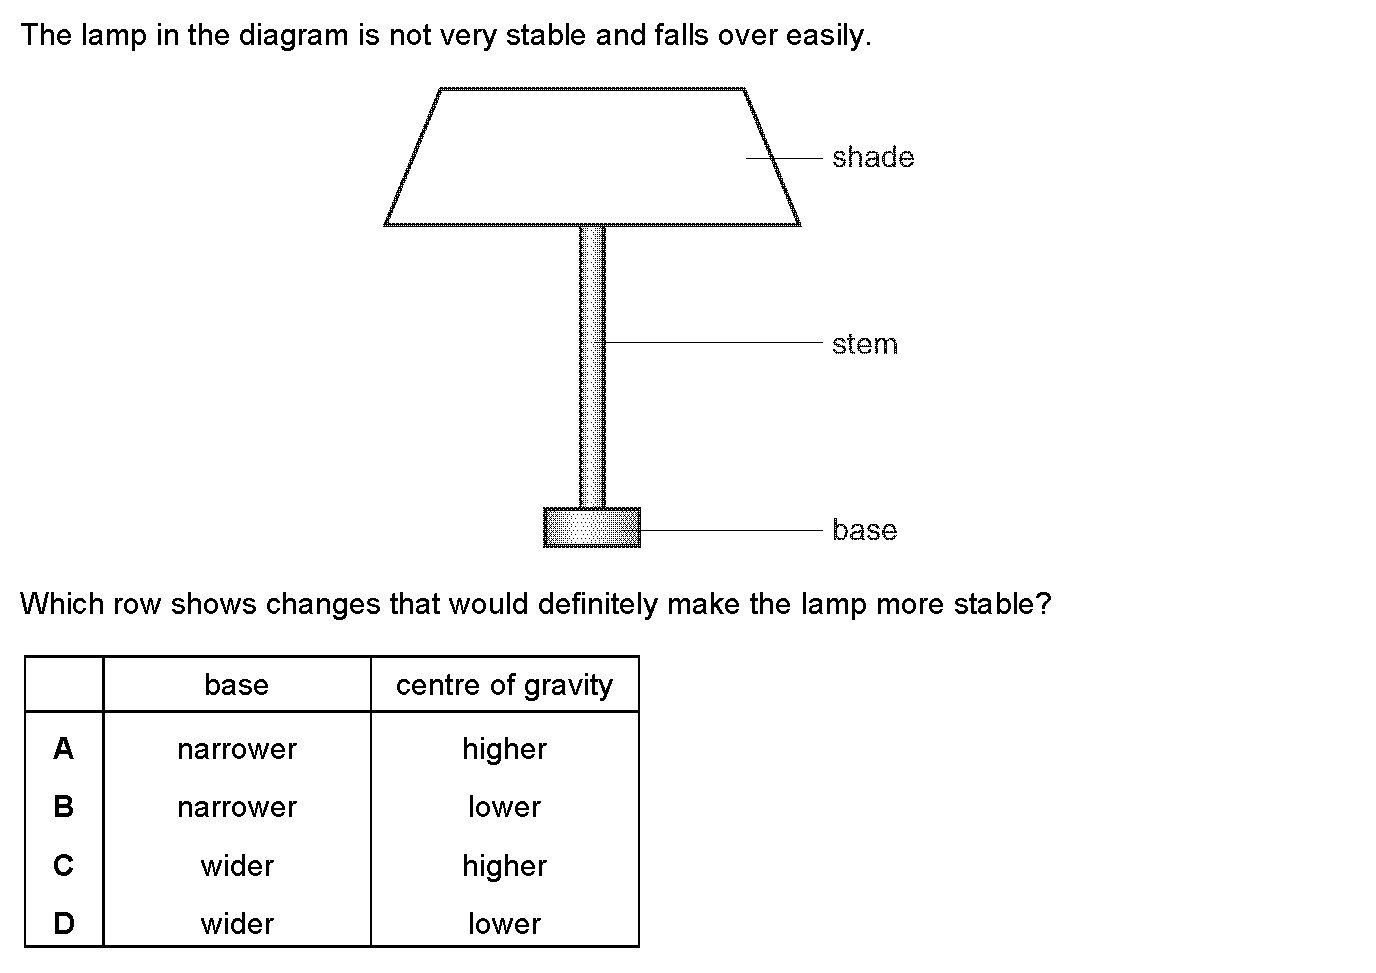 The lamp in the diagram is not very stable and falls over easily.
shade
stem
base
Which row shows changes that would definitely make the lamp more stable?
base centre of gravity
A narrower higher
B narrower lower
C wider higher
D wider lower